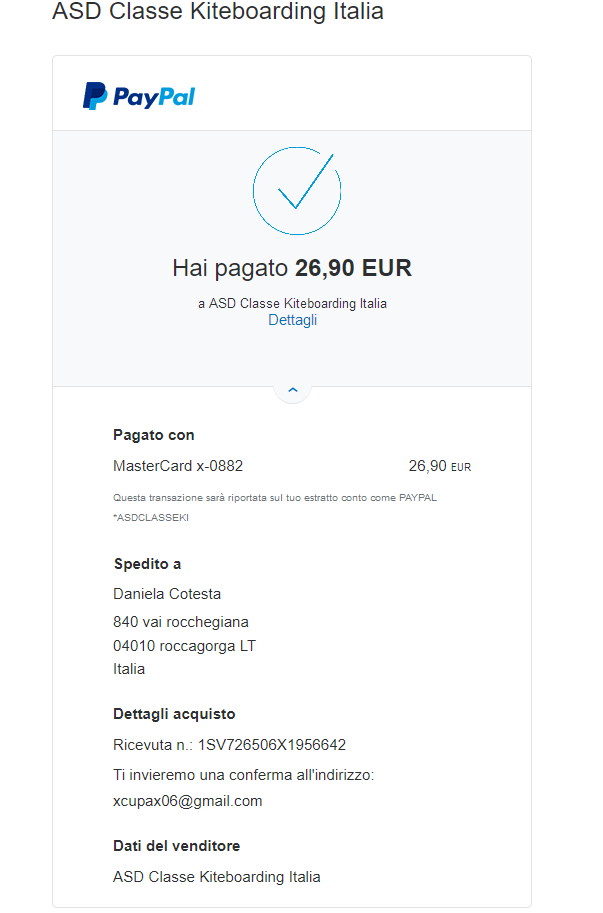 ASD Classe Kiteboarding Italia
PayPal
Hai pagato 26,90 EUR
a ASD Classe Kiteboarding Italia
Dettagli
Pagato con
MasterCard x-0882 26,90 EUR
Questa transazione sarà riportata sul tuo estratto conto come PAYPAL
*ASDCLASSEKI
Spedito a
Daniela Cotesta
840 vai rocchegiana
04010 roccagorga LT
Italia
Dettagli acquisto
Ricevuta n.: 1SV726506X1956642
Ti invieremo una conferma all'indirizzo:
xcupax06@gmail.com
Dati del venditore
ASD Classe Kiteboarding Italia